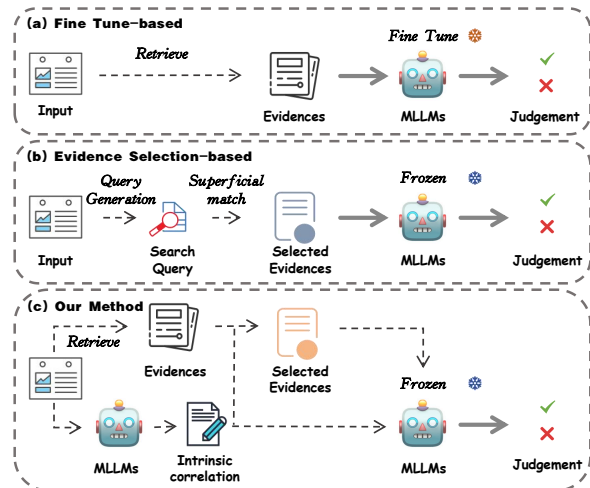 (a) Fine Tune-based
Retrieve
Fine Tune
Input
Evidences
MLLMs
Judgement
(b) Evidence Selection-based
Query
Generation
Superficial
match
Frozen
Input
Search
Query
Selected
Evidences
MLLMs
Judgement
(c) Our Method
Retrieve
Evidences
Selected
Evidences
Frozen
MLLMs
Intrinsic
correlation
MLLMs
Judgement